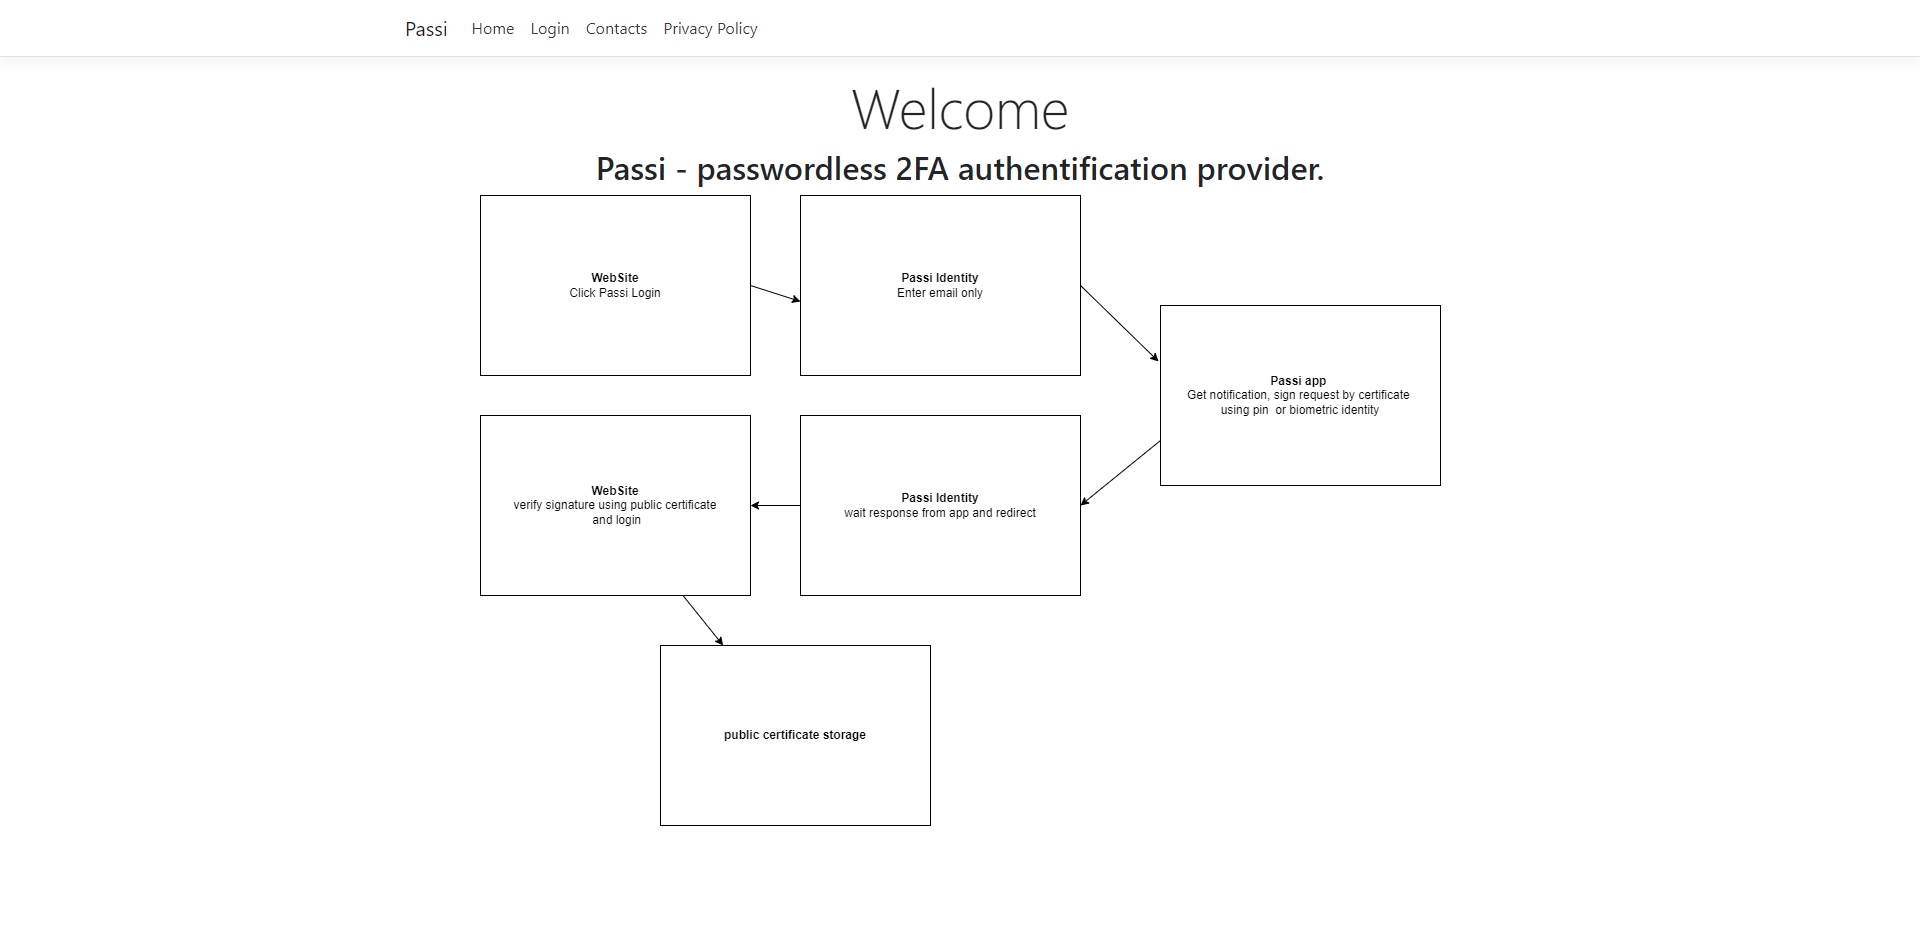 Passi Home Login Contacts Privacy Policy
Welcome
Passi - passwordless 2FA authentification provider.
WebSite
Click Passi Login
Passi Identity
Enter email only
Passi app
Get notification, sign request by certificate
using pin or biometric identity
WebSite
verify signature using public certificate
and login
Passi Identity
wait response from app and redirect
public certificate storage